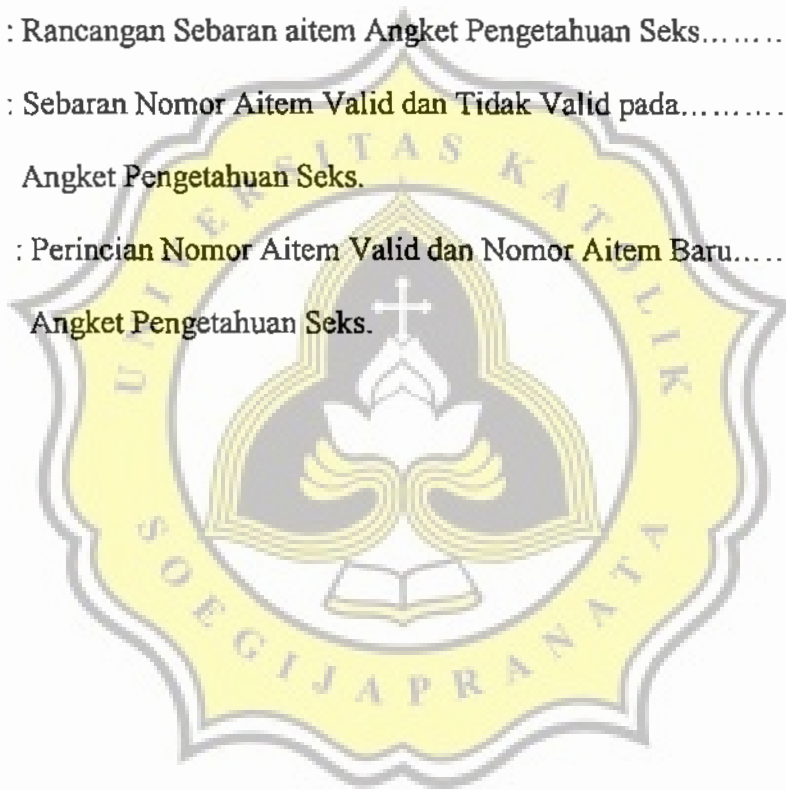 : Rancangan Sebaran aitem Angket Pengetahuan Seks........
: Sebaran Nomor Aitem Valid dan Tidak Valid pada..........
Angket Pengetahuan Seks.
: Perincian Nomor Aitem Valid dan Nomor Aitem Baru.....
Angket Pengetahuan Seks.
UNIVERSITAS KATOLIK
SOEGIJAPRANATA